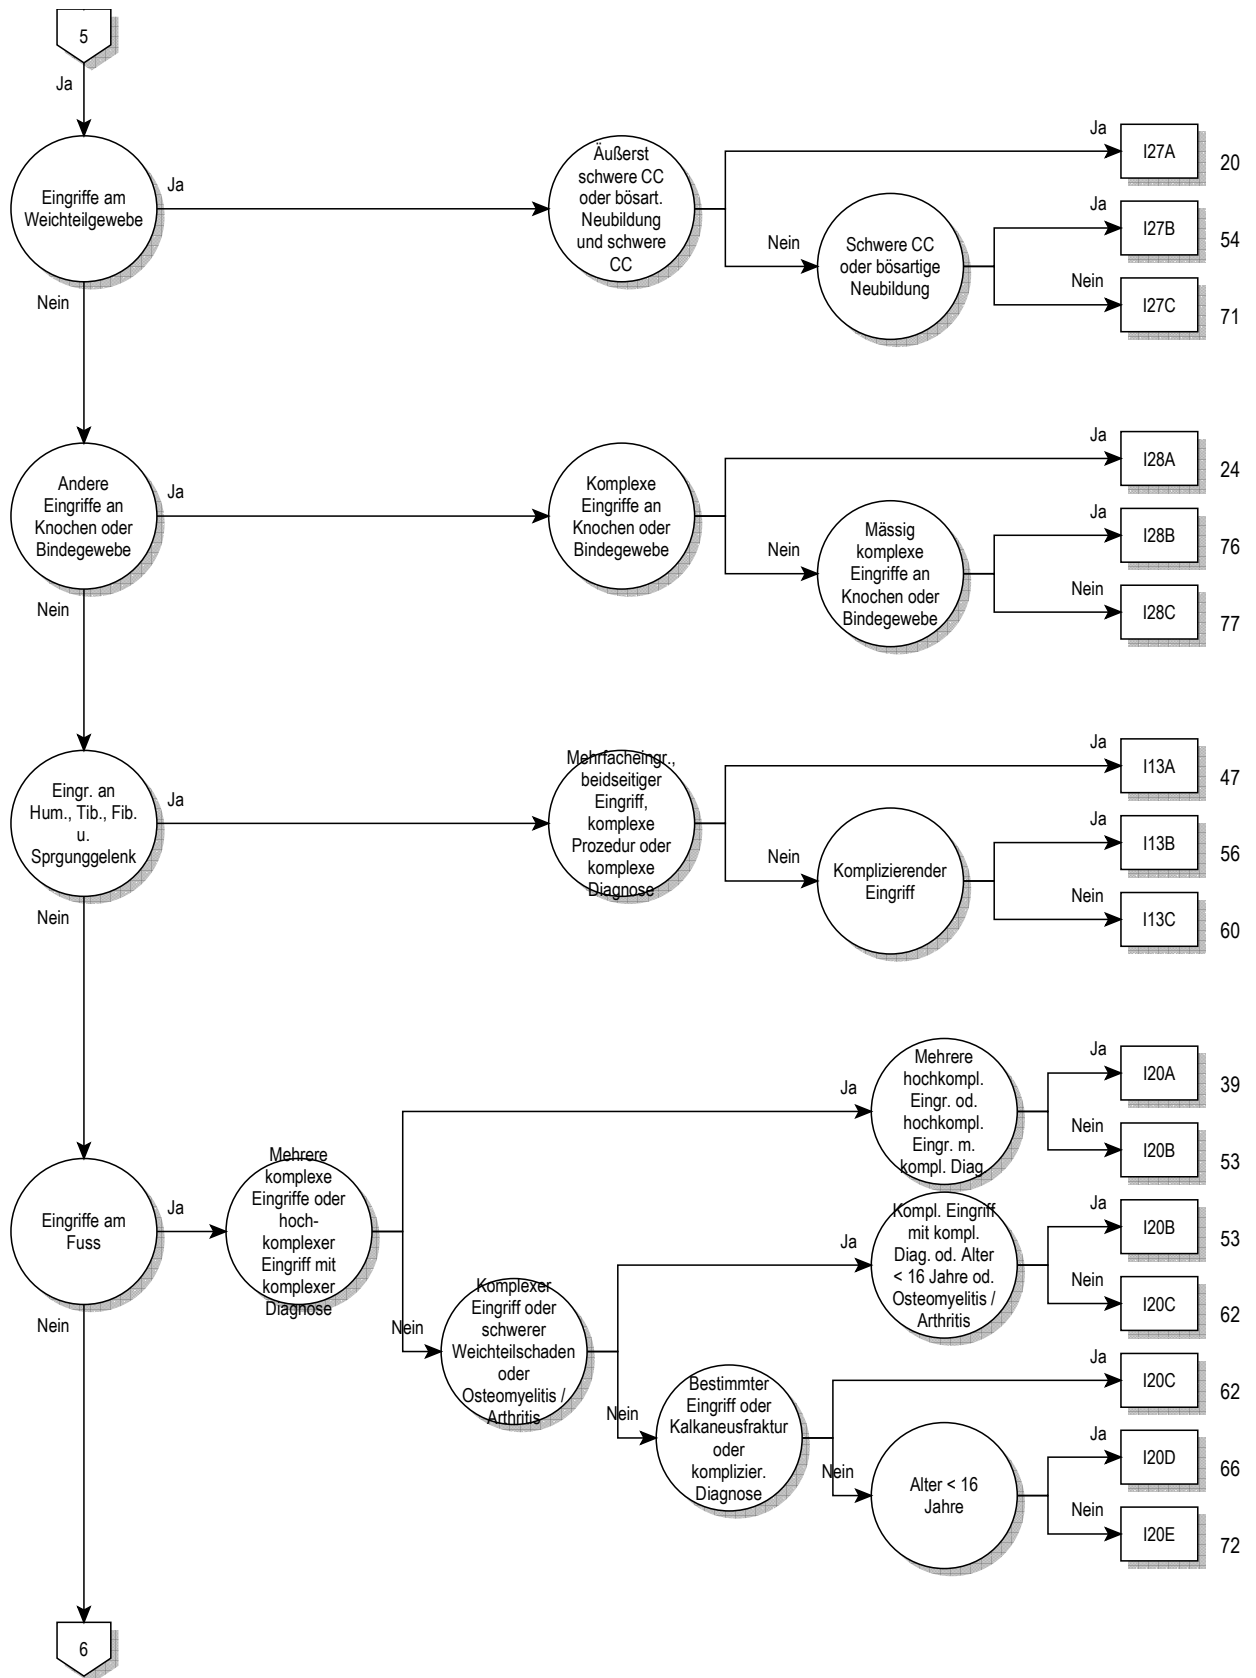 5
Ja
Eingriffe am
Weichteilgewebe
Ja
Äußerst
schwere CC
oder bösart.
Neubildung
und schwere
CC
Ja
I27A
20
Nein
Schwere CC
oder bösartige
Neubildung
Ja
I27B
54
Nein
I27C
71
Nein
Andere
Eingriffe an
Knochen oder
Bindegewebe
Ja
Komplexe
Eingriffe an
Knochen oder
Bindegewebe
Ja
I28A
24
Nein
Mässig
komplexe
Eingriffe an
Knochen oder
Bindegewebe
Ja
I28B
76
Nein
I28C
77
Nein
Eingr. an
Hum., Tib., Fib.
u.
Sprgunggelenk
Ja
Mehrfacheingr.,
beidseitiger
Eingriff,
komplexe
Prozedur oder
komplexe
Diagnose
Ja
I13A
47
Nein
Komplizierender
Eingriff
Ja
I13B
56
Nein
I13C
60
Nein
Eingriffe am
Fuss
Ja
Mehrere
komplexe
Eingriffe oder
hoch-
komplexer
Eingriff mit
komplexer
Diagnose
Ja
Mehrere
hochkompl.
Eingr. od.
hochkompl.
Eingr. m.
kompl. Diag.
Ja
I20A
39
Nein
I20B
53
Nein
Komplexer
Eingriff oder
schwerer
Weichteilschaden
oder
Osteomyelitis /
Arthritis
Ja
Kompl. Eingriff
mit kompl.
Diag. od. Alter
< 16 Jahre od.
Osteomyelitis /
Arthritis
Ja
I20B
53
Nein
I20C
62
Nein
Bestimmter
Eingriff oder
Kalkaneusfraktur
oder
komplizier.
Diagnose
Ja
I20C
62
Nein
Alter < 16
Jahre
Ja
I20D
66
Nein
I20E
72
Nein
6